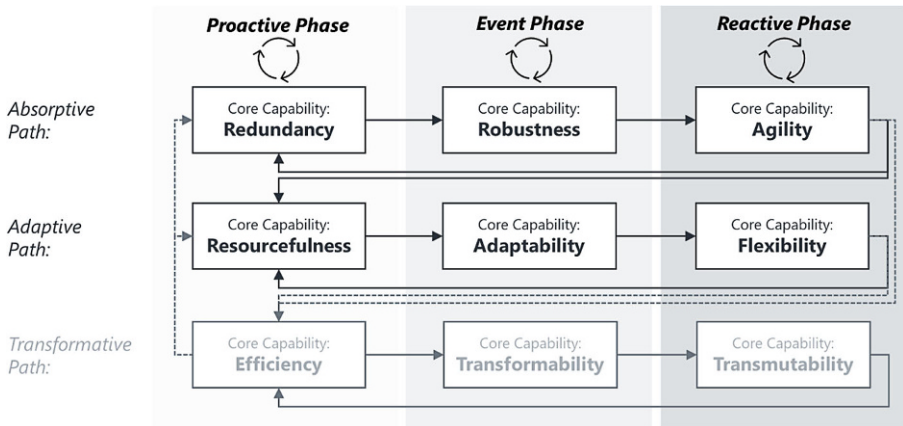 Proactive Phase
Event Phase
Reactive Phase
Absorptive
Path:
Core Capability:
Redundancy
Core Capability:
Robustness
Core Capability:
Agility
Adaptive
Path:
Core Capability:
Resourcefulness
Core Capability:
Adaptability
Core Capability:
Flexibility
Transformative
Path:
Core Capability:
Efficiency
Core Capability:
Transformability
Core Capability:
Transmutability